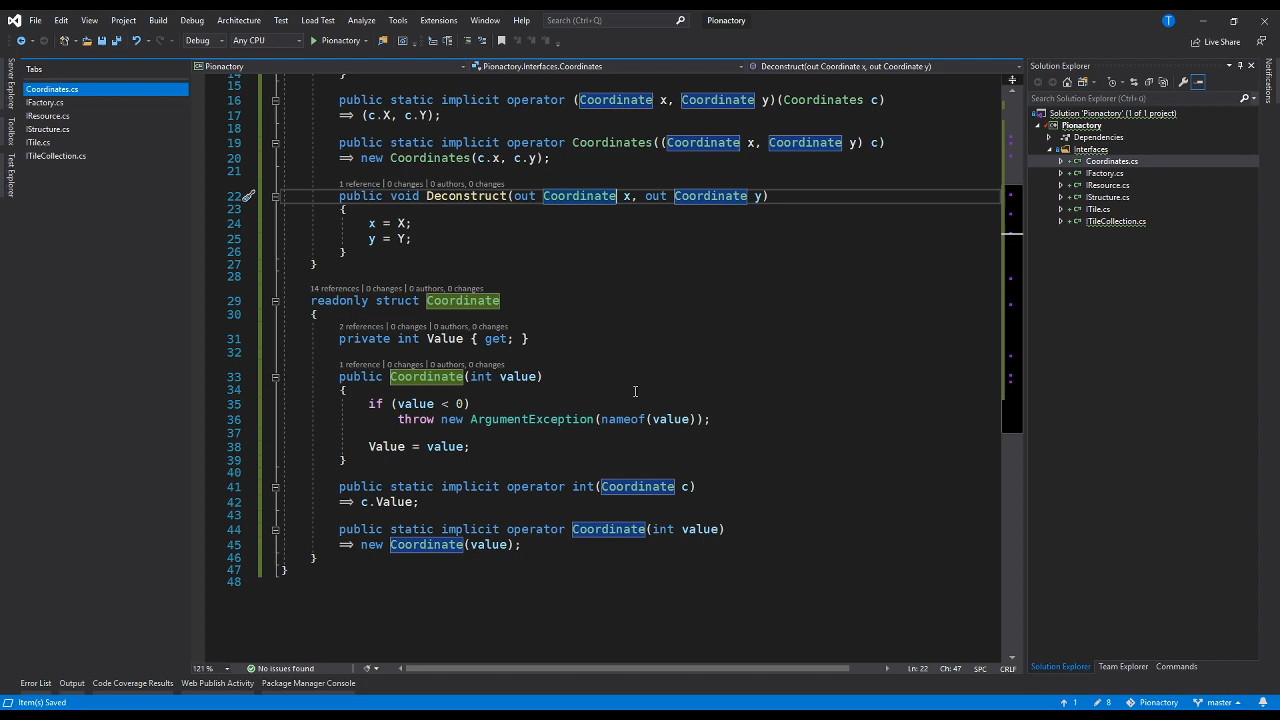 File Edit View Project Build Debug Architecture Test Load Test Analyze Tools Extensions Window Help Search (Ctrl+Q) Pionactory T
Debug Any CPU Pionactory Live Share
Server Explorer
Toolbox
Test Explorer
Tabs
Coordinates.cs
IFactory.cs
IResource.cs
IStructure.cs
ITile.cs
ITileCollection.cs
Pionactory Pionactory.Interfaces.Coordinates Deconstruct(out Coordinate x, out Coordinate y)
14 }
15
16 public static implicit operator (Coordinate x, Coordinate y)(Coordinates c)
17 => (c.X, c.Y);
18
19 public static implicit operator Coordinates((Coordinate x, Coordinate y) c)
20 => new Coordinates(c.x, c.y);
21
1 reference | 0 changes | 0 authors, 0 changes
22 public void Deconstruct(out Coordinate x, out Coordinate y)
23 {
24 x = X;
25 y = Y;
26 }
27 }
28
14 references | 0 changes | 0 authors, 0 changes
29 readonly struct Coordinate
30 {
2 references | 0 changes | 0 authors, 0 changes
31 private int Value { get; }
32
1 reference | 0 changes | 0 authors, 0 changes
33 public Coordinate(int value)
34 {
35 if (value < 0)
36 throw new ArgumentException(nameof(value));
37
38 Value = value;
39 }
40
41 public static implicit operator int(Coordinate c)
42 => c.Value;
43
44 public static implicit operator Coordinate(int value)
45 => new Coordinate(value);
46 }
47 }
48
121 % No issues found Ln: 22 Ch: 47 SPC CRLF
Solution Explorer
Search Solution Explorer (Ctrl+ů)
Solution 'Pionactory' (1 of 1 project)
Pionactory
Dependencies
Interfaces
Coordinates.cs
IFactory.cs
IResource.cs
IStructure.cs
ITile.cs
ITileCollection.cs
Solution Explorer Team Explorer Commands
Notifications
Error List Output Code Coverage Results Web Publish Activity Package Manager Console
Item(s) Saved 1 8 Pionactory master